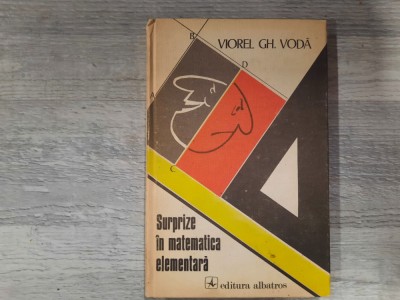 VIOREL GH. VODĂ
B
D
A
C
Surprize
în matematica
elementară
editura albatros